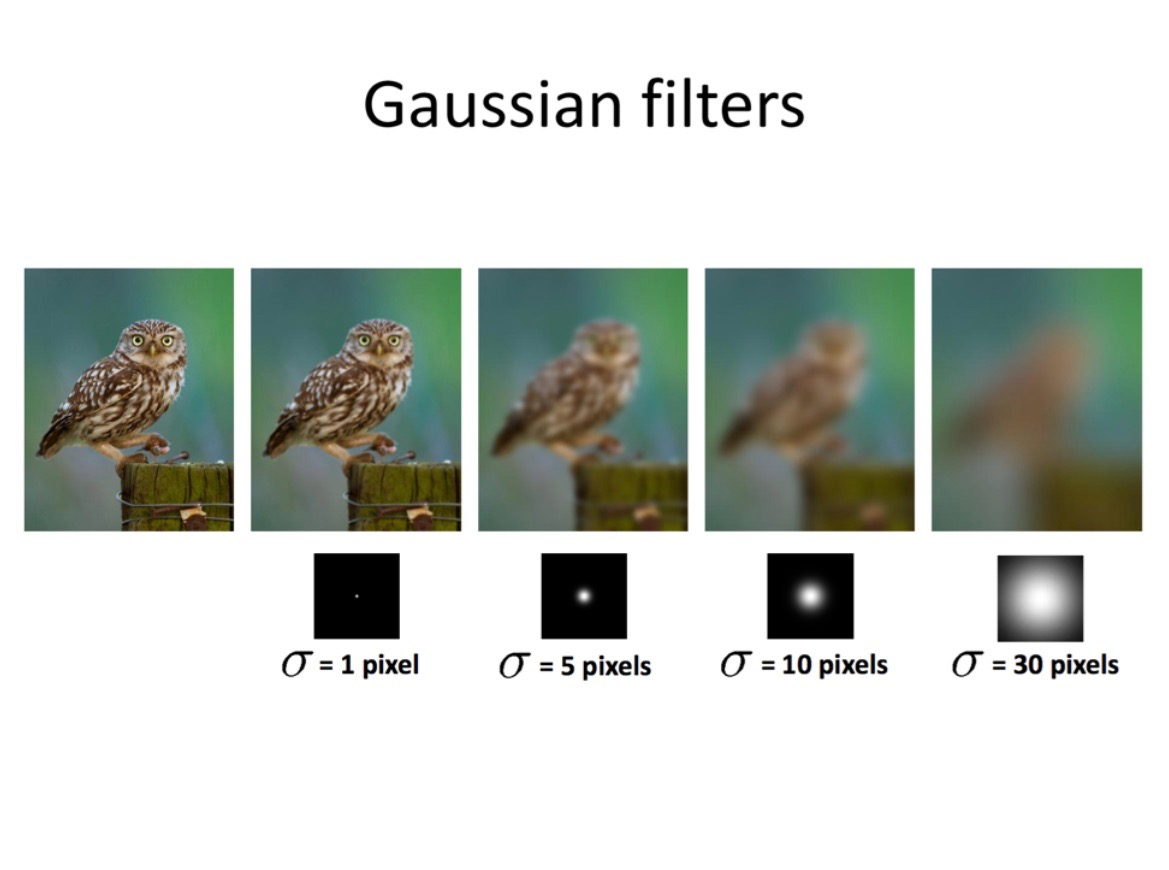 Gaussian filters
σ = 1 pixel
σ = 5 pixels
σ = 10 pixels
σ = 30 pixels